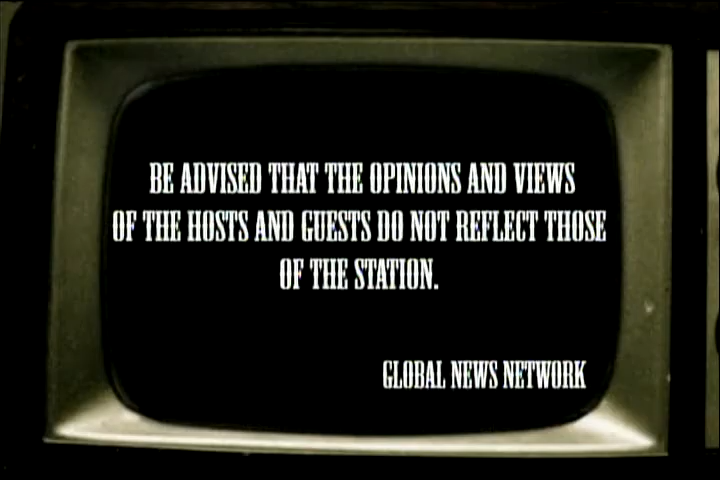 BE ADVISED THAT THE OPINIONS AND VIEWS
OF THE HOSTS AND GUESTS DO NOT REFLECT THOSE
OF THE STATION.
GLOBAL NEWS NETWORK